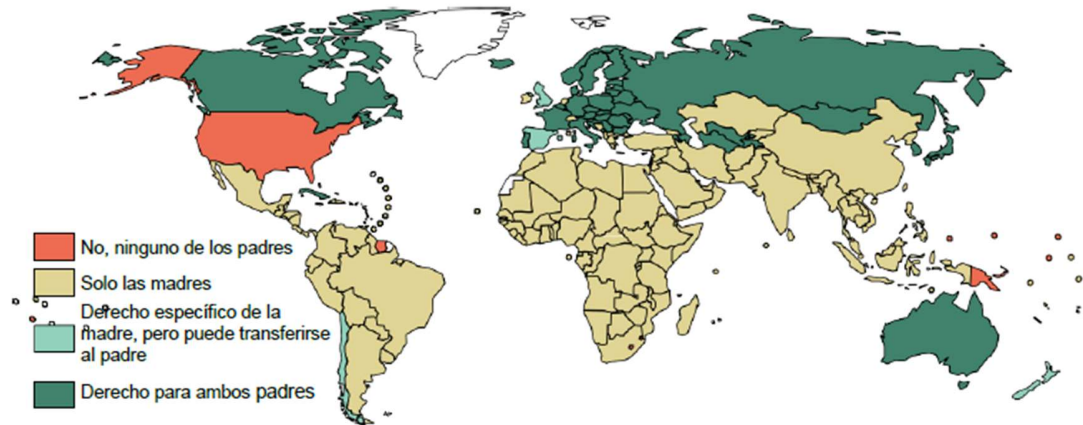 No, ninguno de los padres
Solo las madres
Derecho específico de la
madre, pero puede transferirse
al padre
Derecho para ambos padres